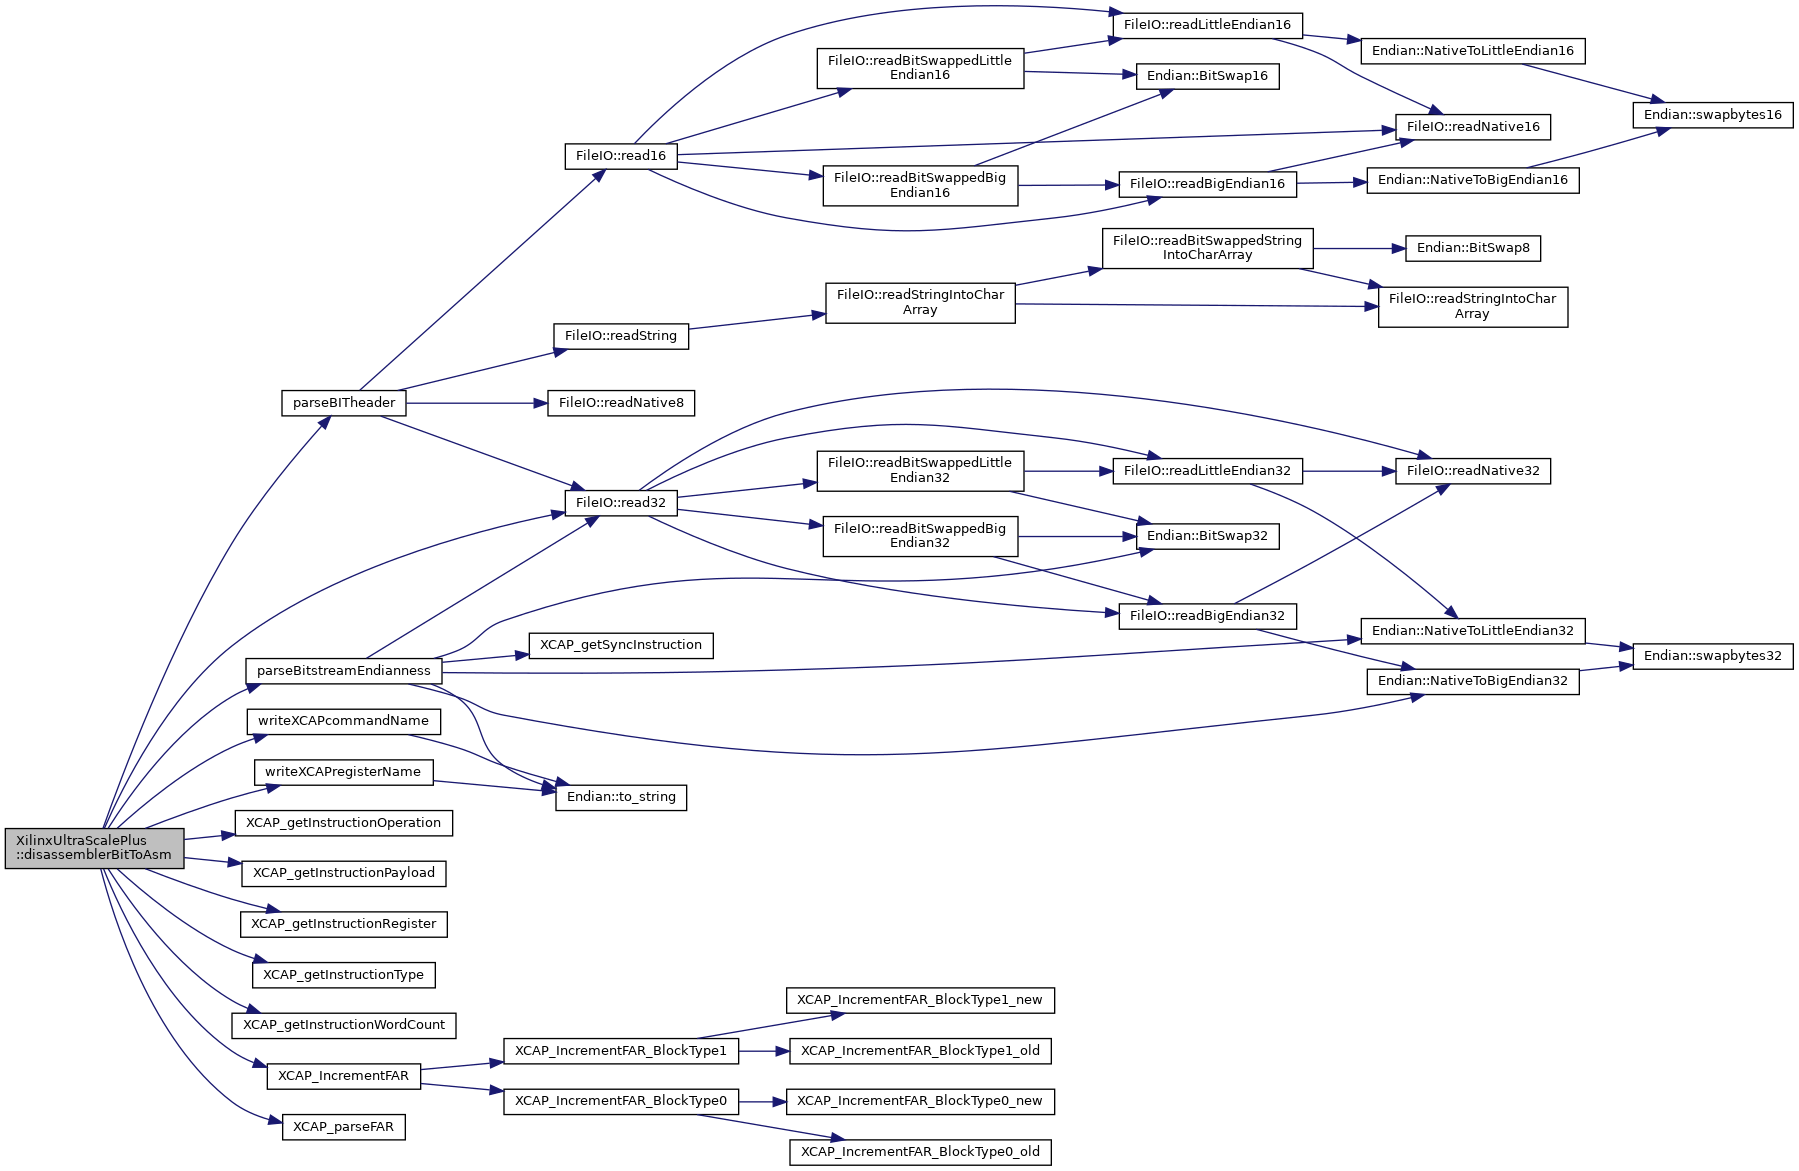 FileIO::readLittleEndian16
Endian::NativeToLittleEndian16
FileIO::readBitSwappedLittle
Endian16
Endian::BitSwap16
Endian::swapbytes16
FileIO::readNative16
FileIO::read16
FileIO::readBitSwappedBig
Endian16
FileIO::readBigEndian16
Endian::NativeToBigEndian16
FileIO::readBitSwappedString
IntoCharArray
Endian::BitSwap8
FileIO::readStringIntoChar
Array
FileIO::readStringIntoChar
Array
FileIO::readString
parseBITheader
FileIO::readNative8
FileIO::readBitSwappedLittle
Endian32
FileIO::readLittleEndian32
FileIO::readNative32
FileIO::read32
FileIO::readBitSwappedBig
Endian32
Endian::BitSwap32
FileIO::readBigEndian32
Endian::NativeToLittleEndian32
XCAP_getSyncInstruction
Endian::swapbytes32
parseBitstreamEndianness
Endian::NativeToBigEndian32
writeXCAPcommandName
writeXCAPregisterName
Endian::to_string
XCAP_getInstructionOperation
XilinxUltraScalePlus
::disassemblerBitToAsm
XCAP_getInstructionPayload
XCAP_getInstructionRegister
XCAP_getInstructionType
XCAP_getInstructionWordCount
XCAP_IncrementFAR_BlockType1_new
XCAP_IncrementFAR_BlockType1
XCAP_IncrementFAR_BlockType1_old
XCAP_IncrementFAR
XCAP_IncrementFAR_BlockType0
XCAP_IncrementFAR_BlockType0_new
XCAP_parseFAR
XCAP_IncrementFAR_BlockType0_old